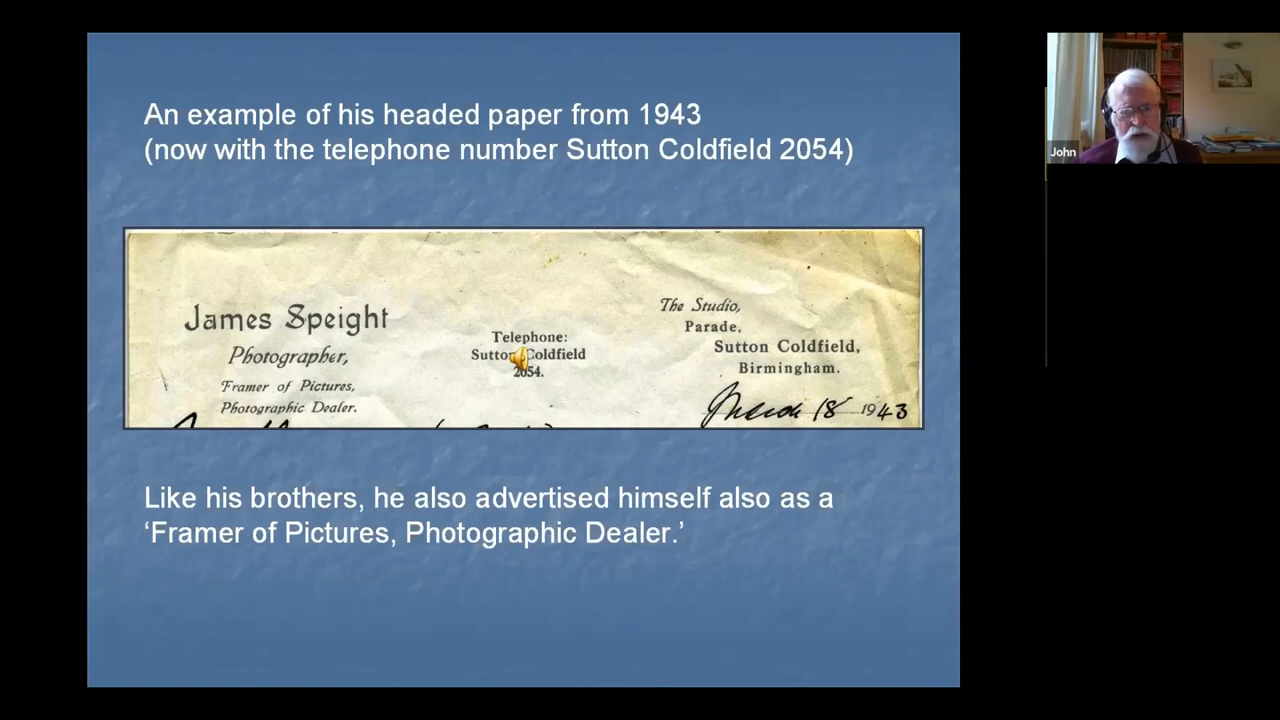 An example of his headed paper from 1943
(now with the telephone number Sutton Coldfield 2054)
James Speight
Photographer,
Framer of Pictures,
Photographic Dealer.
Telephone:
Sutton Coldfield
2054.
The Studio,
Parade,
Sutton Coldfield,
Birmingham.
March 18 1943
Like his brothers, he also advertised himself also as a
‘Framer of Pictures, Photographic Dealer.’
John